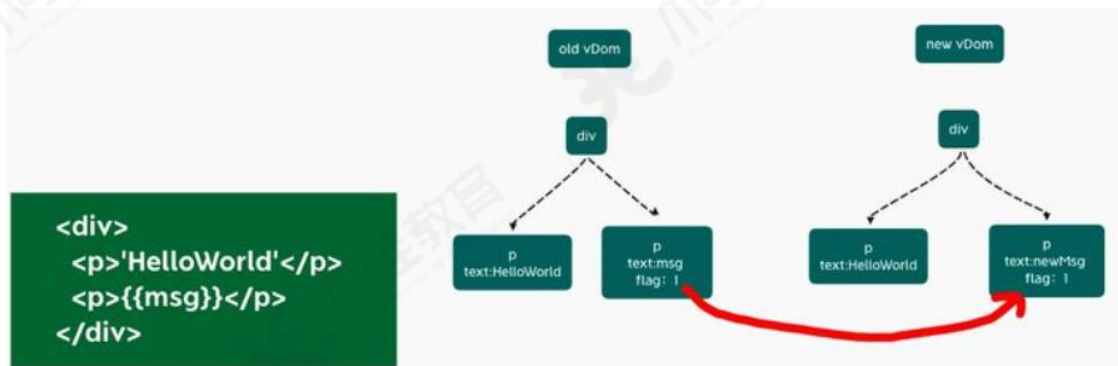 old vDom
new vDom
div
div
<div>
<p>'HelloWorld'</p>
<p>{{msg}}</p>
</div>
p
text:HelloWorld
p
text:msg
flag: 1
p
text:HelloWorld
p
text:newMsg
flag: 1